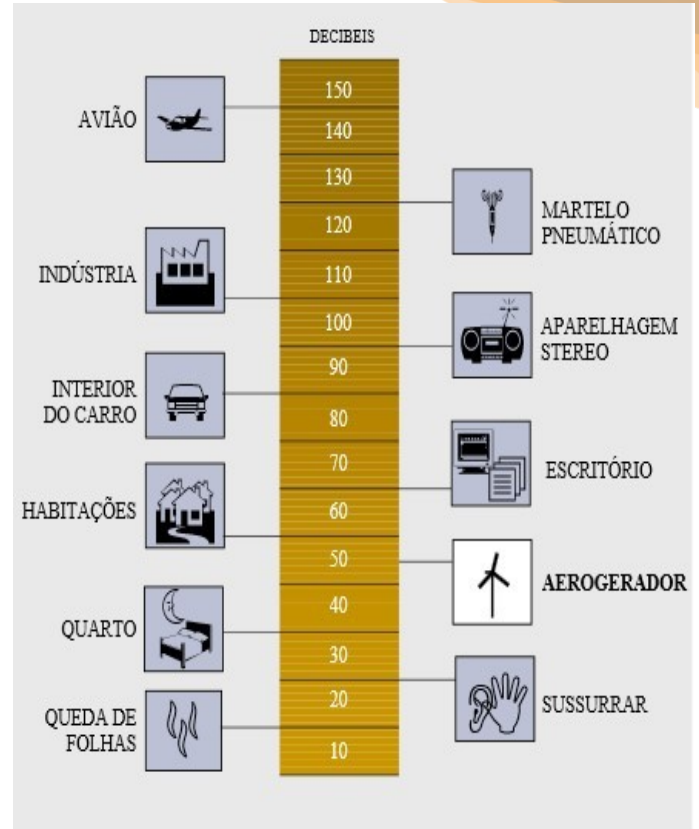 DECIBEIS
150
AVIÃO
140
130
MARTELO
PNEUMÁTICO
120
INDÚSTRIA
110
100
APARELHAGEM
STEREO
90
INTERIOR
DO CARRO
80
70
ESCRITÓRIO
HABITAÇÕES
60
50
AEROGERADOR
40
QUARTO
30
20
SUSSURRAR
QUEDA DE
FOLHAS
10